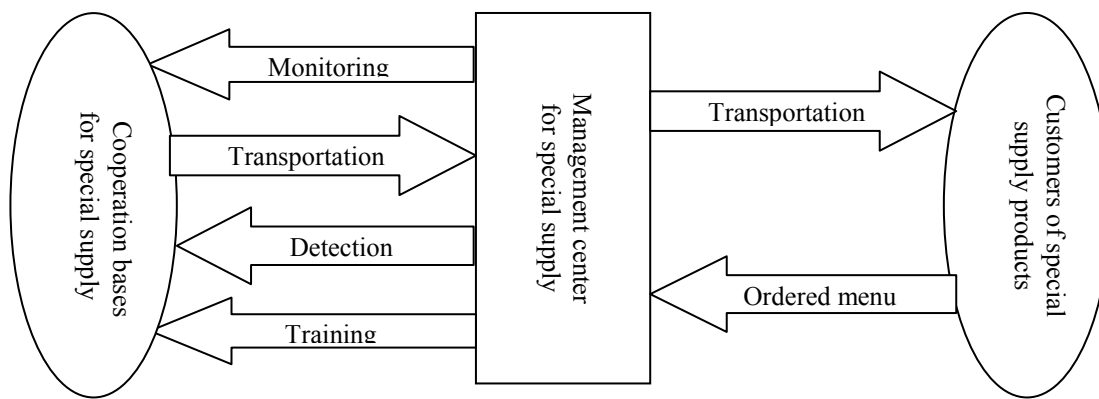 Cooperation bases
for special supply
Monitoring
Transportation
Detection
Training
Management center
for special supply
Transportation
Ordered menu
Customers of special
supply products